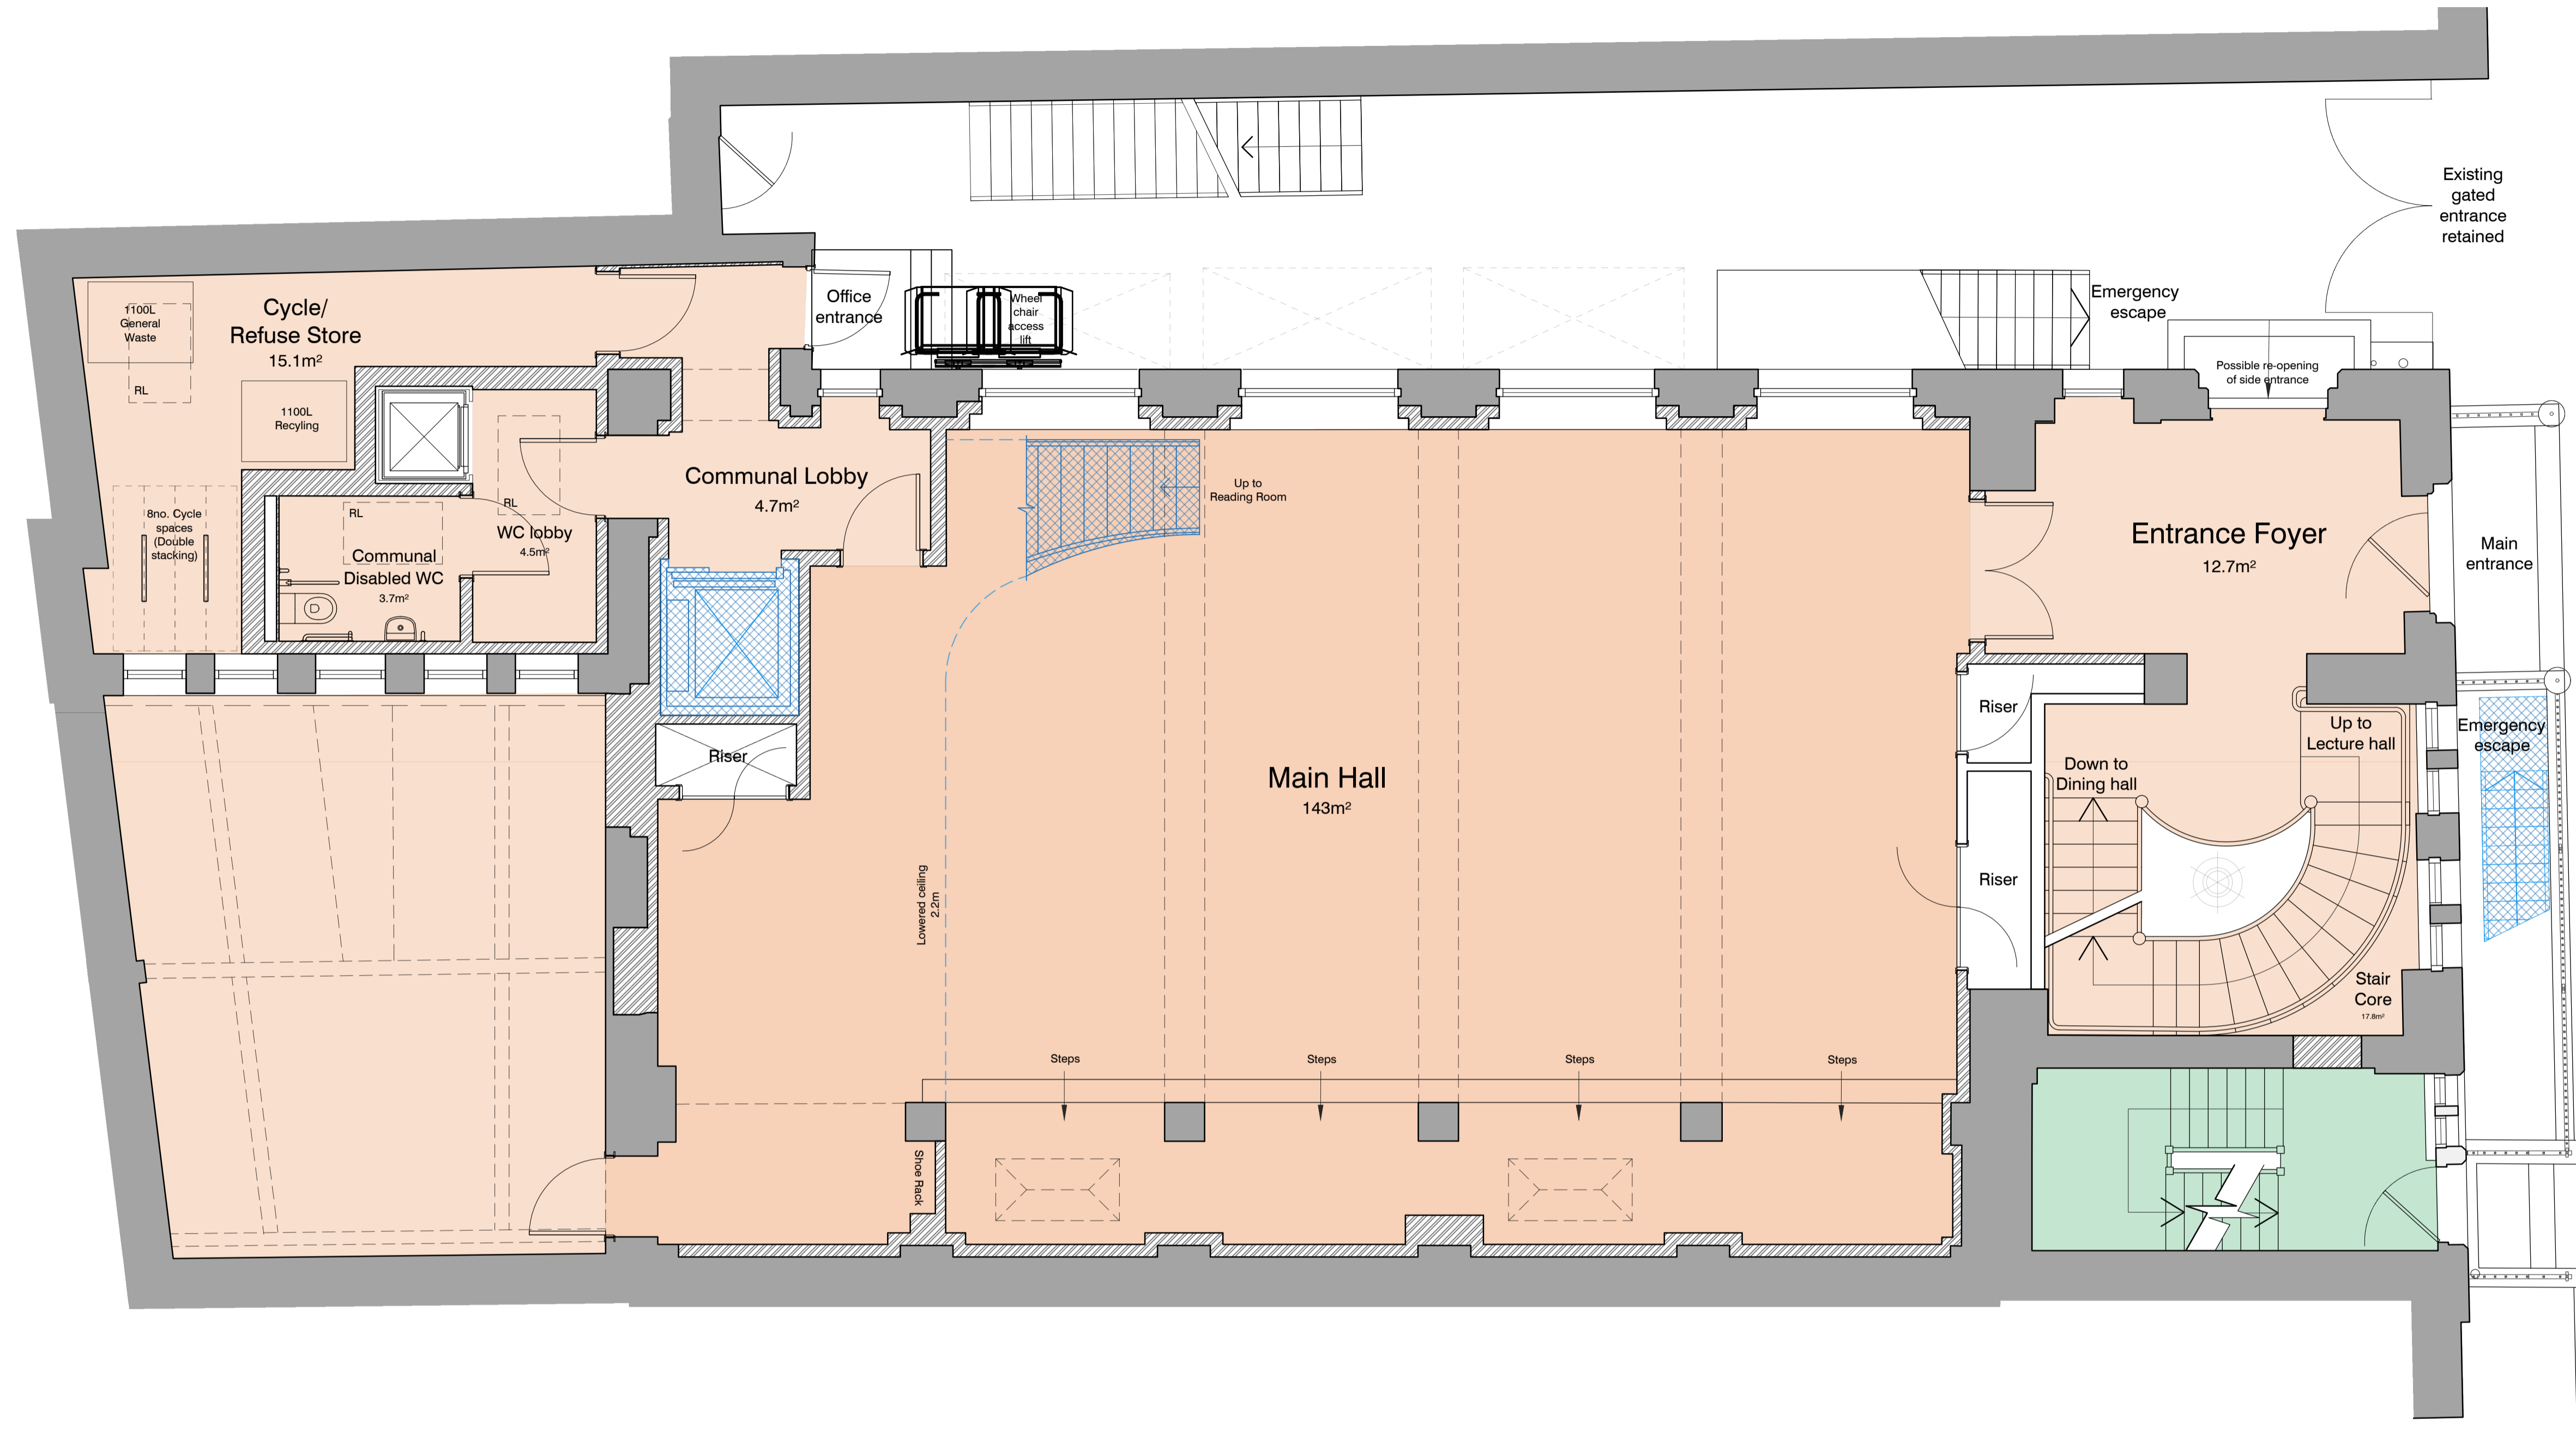 Existing
gated
entrance
retained
1100L
General
Waste
RL
Cycle/
Refuse Store
15.1m²
1100L
Recyling
Office
entrance
Wheel
chair
access
lift
Emergency
escape
Possible re-opening
of side entrance
8no. Cycle
spaces
(Double
stacking)
RL
Communal
Disabled WC
3.7m²
RL
WC lobby
4.5m²
Communal Lobby
4.7m²
Up to
Reading Room
Entrance Foyer
12.7m²
Main
entrance
Riser
Riser
Riser
Main Hall
143m²
Lowered ceiling
2.2m
Down to
Dining hall
Up to
Lecture hall
Emergency
escape
Stair
Core
17.8m²
Steps
Steps
Steps
Steps
Shoe Rack